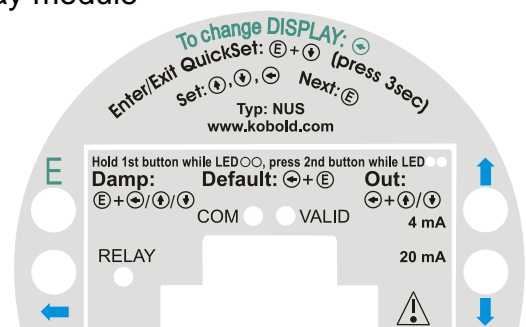 ay module
To change DISPLAY: ←
Enter/Exit QuickSet: E+↓ (press 3sec)
Set: ↑, ↓, ← Next: E
Typ: NUS
www.kobold.com
Hold 1st button while LED○○, press 2nd button while LED●●
E
Damp: Default: ←+E Out:
E+←/↑/↓ ←+↑/↓
COM VALID
4 mA
RELAY
20 mA